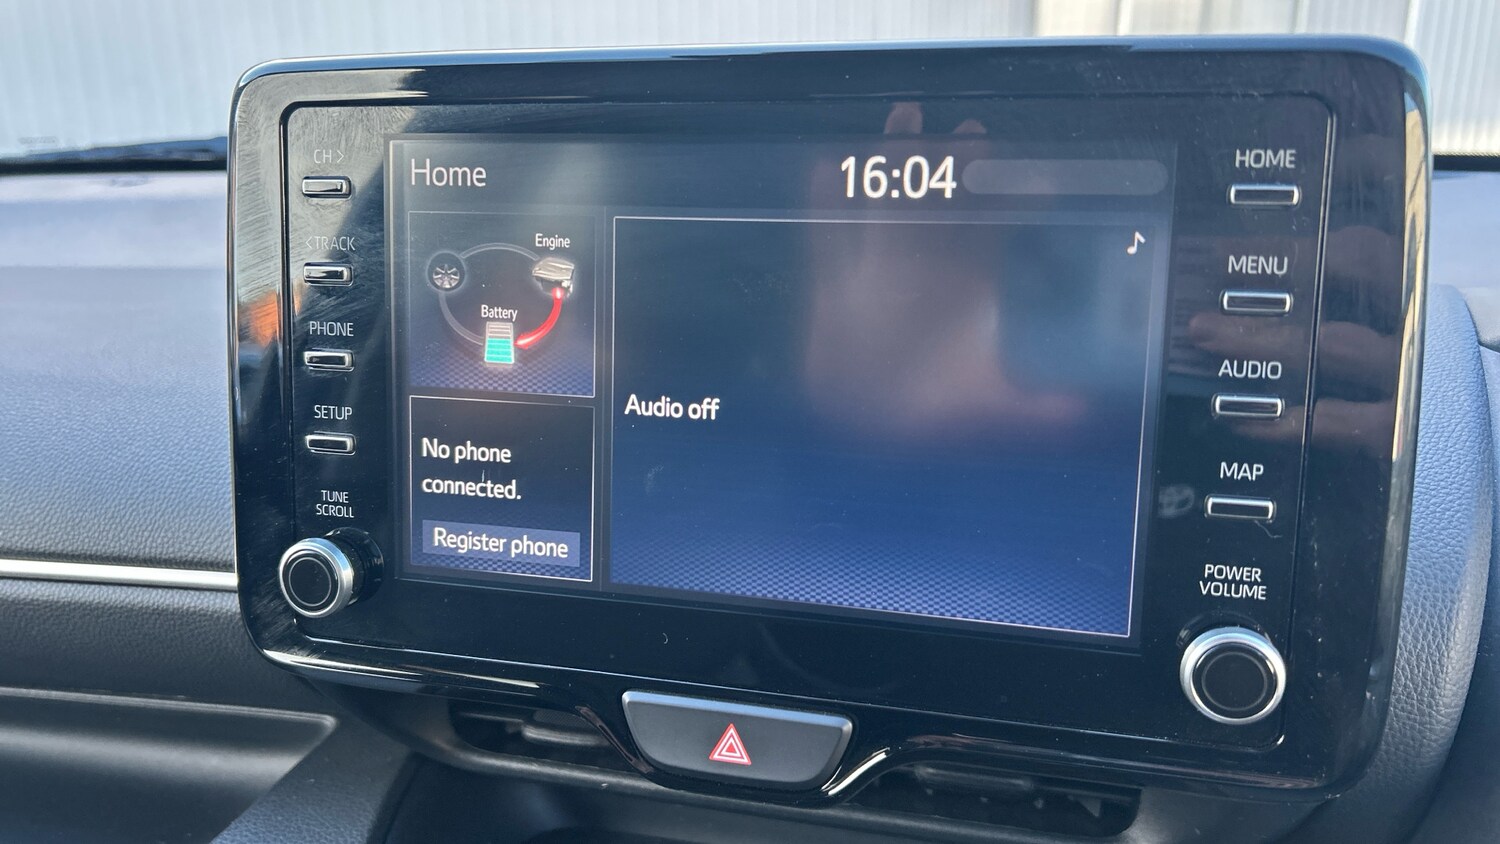 CH >
< TRACK
PHONE
SETUP
TUNE
SCROLL
Home
16:04
Engine
Battery
No phone
connected.
Register phone
Audio off
HOME
MENU
AUDIO
MAP
POWER
VOLUME